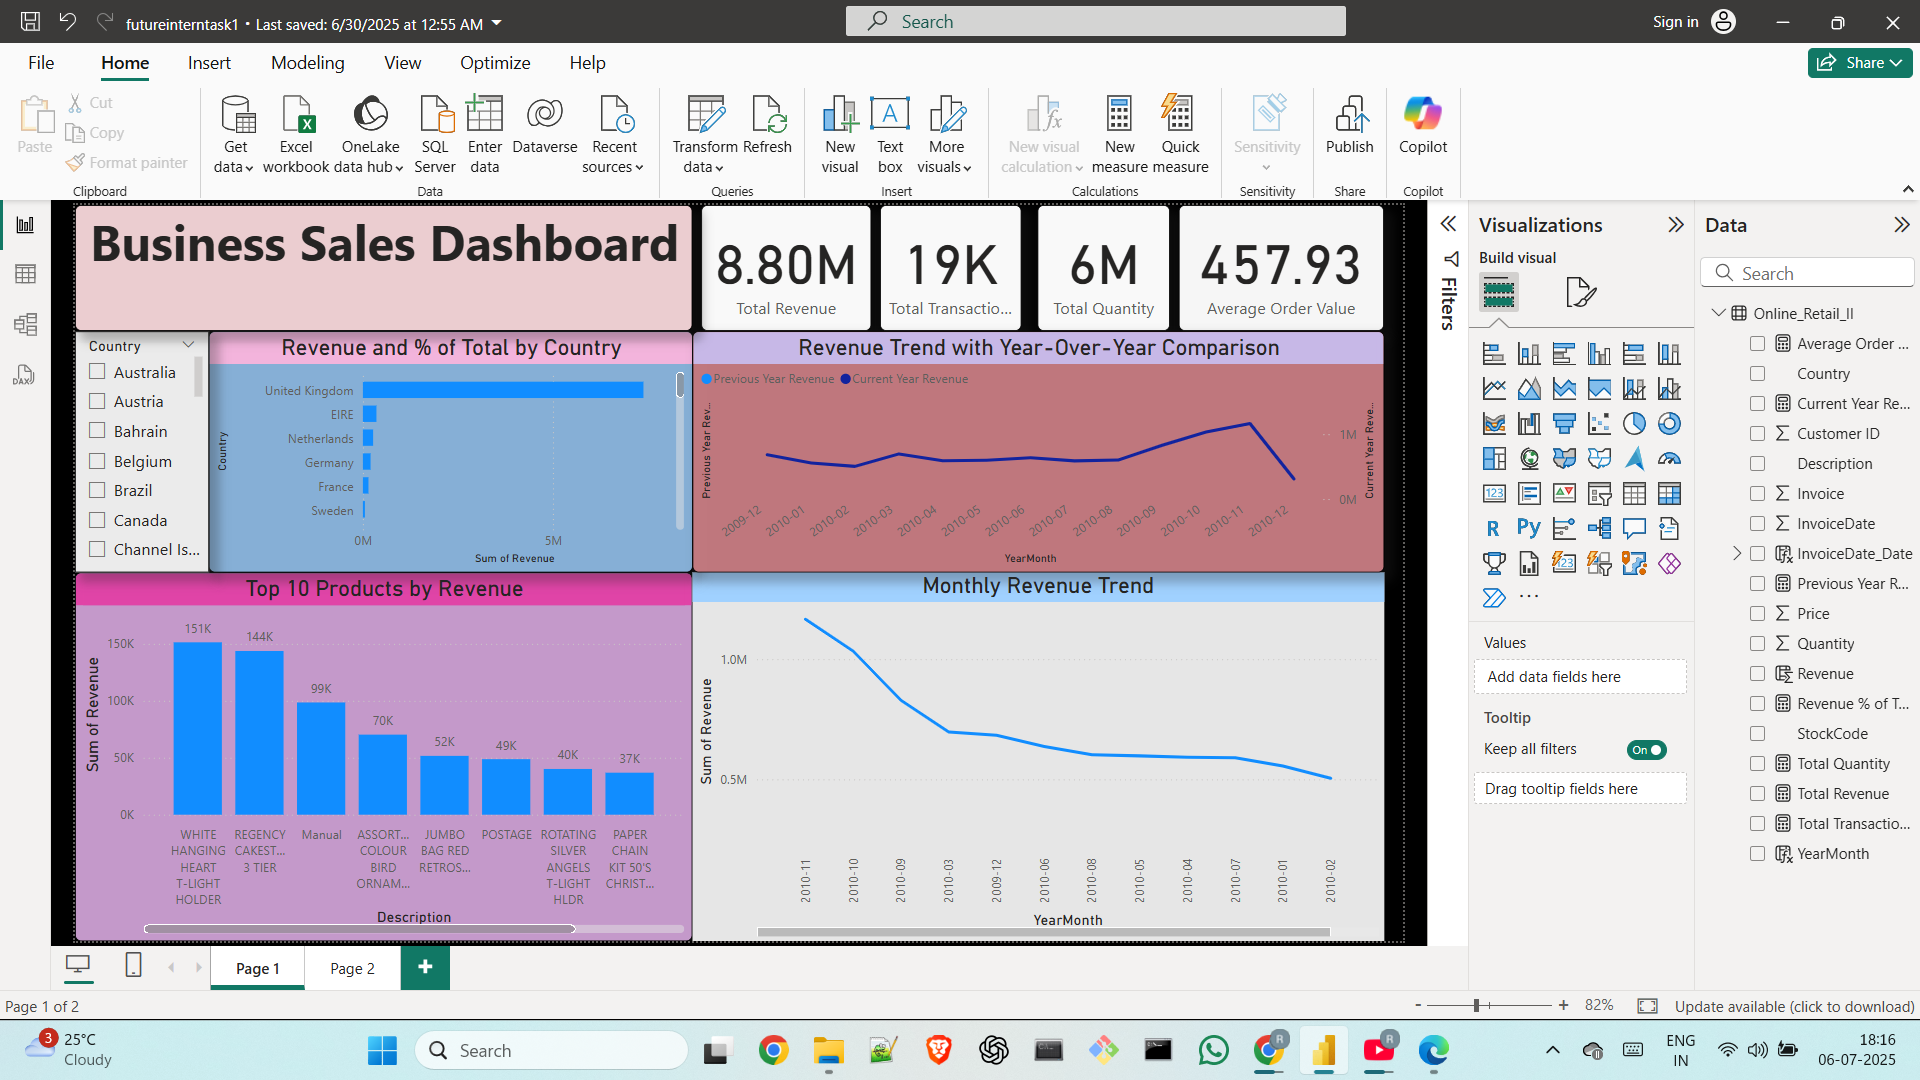 futureinterntask1 • Last saved: 6/30/2025 at 12:55 AM
Search
Sign in
File
Home
Insert
Modeling
View
Optimize
Help
Share
Paste
Cut
Copy
Format painter
Clipboard
Get data
Excel workbook
OneLake data hub
SQL Server
Enter data
Dataverse
Recent sources
Data
Transform data
Refresh
Queries
New visual
Text box
More visuals
Insert
New visual calculation
New measure
Quick measure
Calculations
Sensitivity
Sensitivity
Publish
Share
Copilot
Copilot
Business Sales Dashboard
8.80M
Total Revenue
19K
Total Transactio...
6M
Total Quantity
457.93
Average Order Value
Country
Australia
Austria
Bahrain
Belgium
Brazil
Canada
Channel Is...
Revenue and % of Total by Country
Country
United Kingdom
EIRE
Netherlands
Germany
France
Sweden
0M
5M
Sum of Revenue
Revenue Trend with Year-Over-Year Comparison
Previous Year Revenue
Current Year Revenue
Previous Year Rev...
Current Year Reve...
1M
0M
2009-12
2010-01
2010-02
2010-03
2010-04
2010-05
2010-06
2010-07
2010-08
2010-09
2010-10
2010-11
2010-12
YearMonth
Top 10 Products by Revenue
Sum of Revenue
150K
100K
50K
0K
151K
144K
99K
70K
52K
49K
40K
37K
WHITE HANGING HEART T-LIGHT HOLDER
REGENCY CAKEST... 3 TIER
Manual
ASSORT... COLOUR BIRD ORNAM...
JUMBO BAG RED RETROS...
POSTAGE
ROTATING SILVER ANGELS T-LIGHT HLDR
PAPER CHAIN KIT 50'S CHRIST...
Description
Monthly Revenue Trend
Sum of Revenue
1.0M
0.5M
2010-11
2010-10
2010-09
2010-03
2009-12
2010-06
2010-08
2010-05
2010-04
2010-07
2010-01
2010-02
YearMonth
Filters
Visualizations
Build visual
123
R
Py
123
Values
Add data fields here
Tooltip
Keep all filters
On
Drag tooltip fields here
Data
Search
Online_Retail_II
Average Order ...
Country
Current Year Re...
Customer ID
Description
Invoice
InvoiceDate
InvoiceDate_Date
Previous Year R...
Price
Quantity
Revenue
Revenue % of T...
StockCode
Total Quantity
Total Revenue
Total Transactio...
YearMonth
DAX
Page 1
Page 2
+
Page 1 of 2
- + 82%
Update available (click to download)
3
25°C
Cloudy
Search
R
R
ENG
IN
18:16
06-07-2025